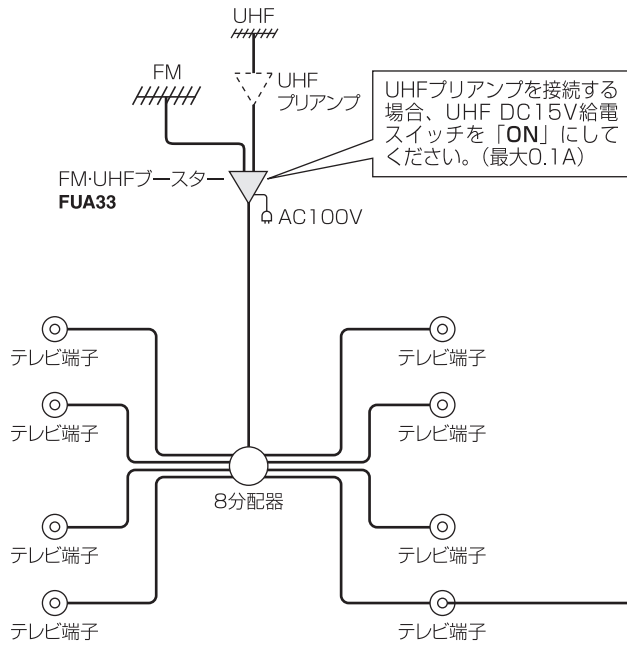 UHF
FM
UHF
プリアンプ
UHFプリアンプを接続する
場合、UHF DC15V給電
スイッチを「ON」にして
ください。(最大0.1A)
FM·UHFブースター
FUA33
AC100V
テレビ端子
テレビ端子
テレビ端子
テレビ端子
8分配器
テレビ端子
テレビ端子
テレビ端子
テレビ端子